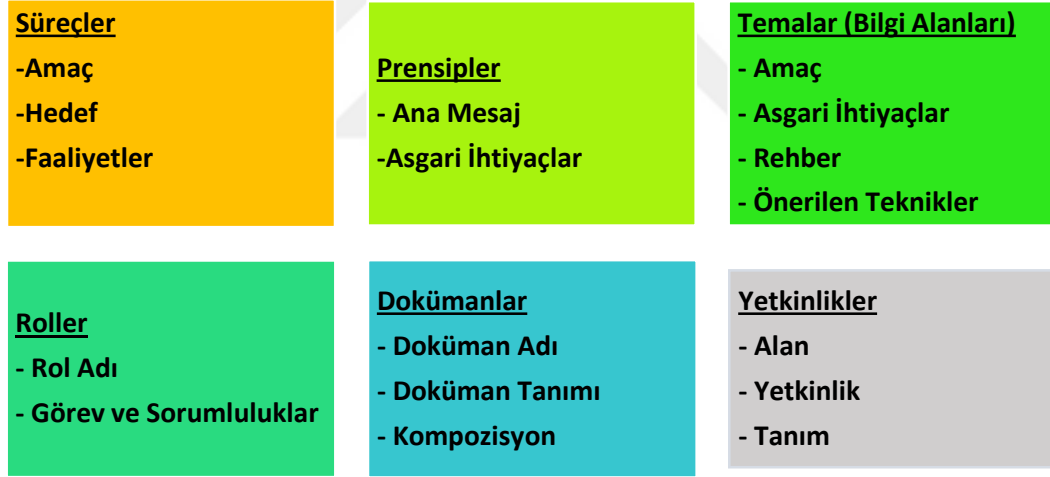 Süreçler
-Amaç
-Hedef
-Faaliyetler
Prensipler
- Ana Mesaj
-Asgari İhtiyaçlar
Temalar (Bilgi Alanları)
- Amaç
- Asgari İhtiyaçlar
- Rehber
- Önerilen Teknikler
Roller
- Rol Adı
- Görev ve Sorumluluklar
Dokümanlar
- Doküman Adı
- Doküman Tanımı
- Kompozisyon
Yetkinlikler
- Alan
- Yetkinlik
- Tanım